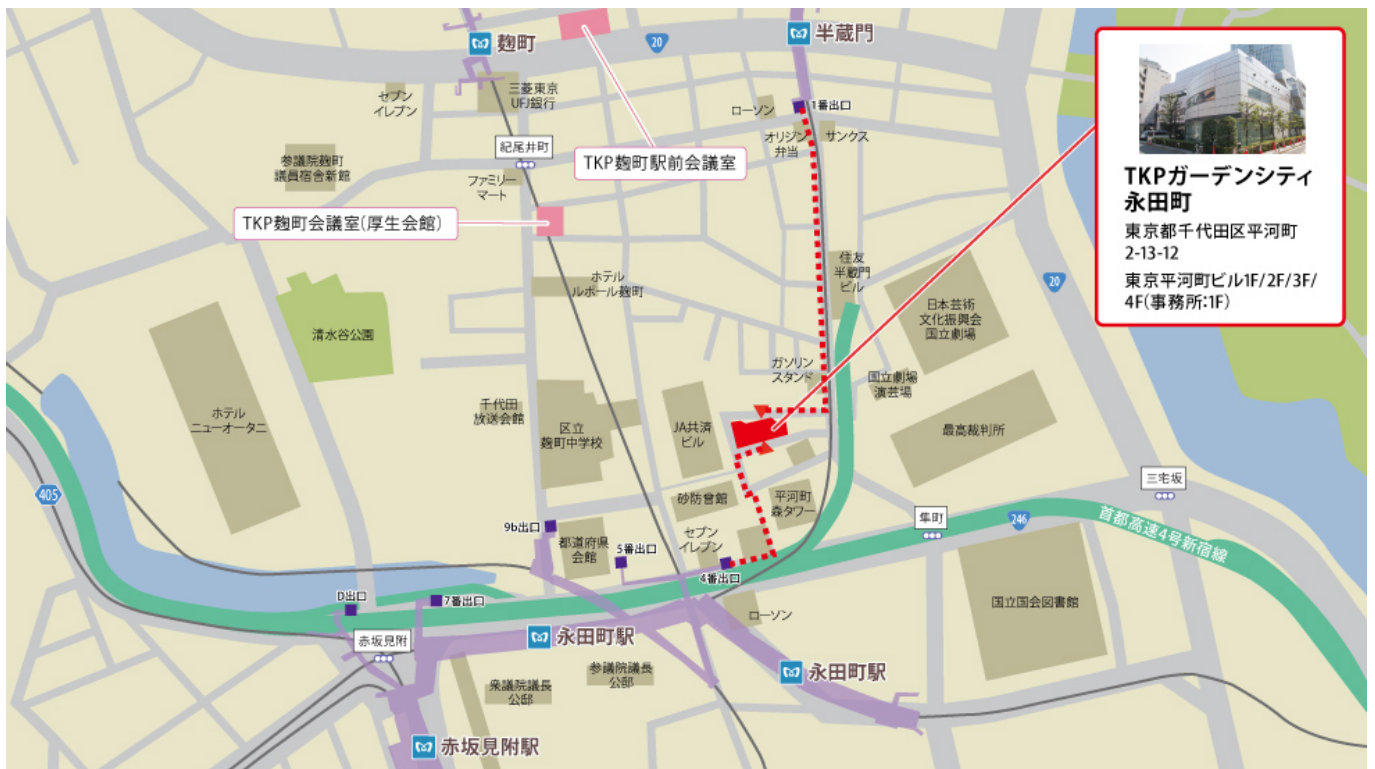 麹町
20
半蔵門
セブン
イレブン
三菱東京
UFJ銀行
ローソン
1番出口
オリジン
弁当
サンクス
紀尾井町
参議院麹町
議員宿舎新館
ファミリー
マート
TKP麹町駅前会議室
TKP麹町会議室(厚生会館)
TKPガーデンシティ
永田町
東京都千代田区平河町
2-13-12
東京平河町ビル1F/2F/3F/
4F(事務所:1F)
ホテル
ルポール麹町
住友
半蔵門
ビル
20
日本芸術
文化振興会
国立劇場
清水谷公園
ガソリン
スタンド
国立劇場
演芸場
ホテル
ニューオータニ
千代田
放送会館
区立
麹町中学校
JA共済
ビル
最高裁判所
405
砂防會館
平河町
森タワー
三宅坂
隼町
246
首都高速4号新宿線
9b出口
都道府県
会館
5番出口
セブン
イレブン
4番出口
D出口
7番出口
赤坂見附
永田町駅
ローソン
国立国会図書館
参議院議長
公邸
衆議院議長
公邸
永田町駅
赤坂見附駅